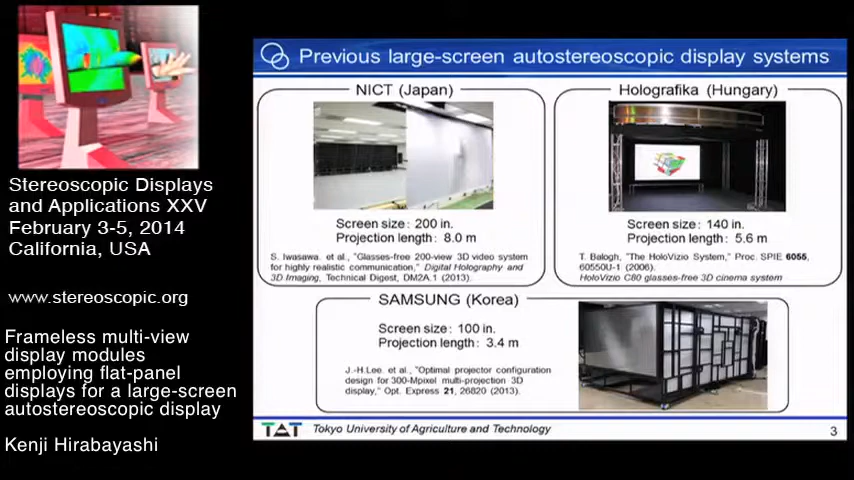 Stereoscopic Displays
and Applications XXV
February 3-5, 2014
California, USA
www.stereoscopic.org
Frameless multi-view
display modules
employing flat-panel
displays for a large-screen
autostereoscopic display
Kenji Hirabayashi
Previous large-screen autostereoscopic display systems
NICT (Japan)
Screen size: 200 in.
Projection length: 8.0 m
S. Iwasawa. et al., "Glasses-free 200-view 3D video system
for highly realistic communication," Digital Holography and
3D Imaging, Technical Digest, DM2A.1 (2013).
Holografika (Hungary)
Screen size: 140 in.
Projection length: 5.6 m
T. Balogh, "The HoloVizio System," Proc. SPIE 6055,
60550U-1 (2006).
HoloVizio C80 glasses-free 3D cinema system
SAMSUNG (Korea)
Screen size: 100 in.
Projection length: 3.4 m
J.-H.Lee. et al., "Optimal projector configuration
design for 300-Mpixel multi-projection 3D
display," Opt. Express 21, 26820 (2013).
TAT Tokyo University of Agriculture and Technology
3